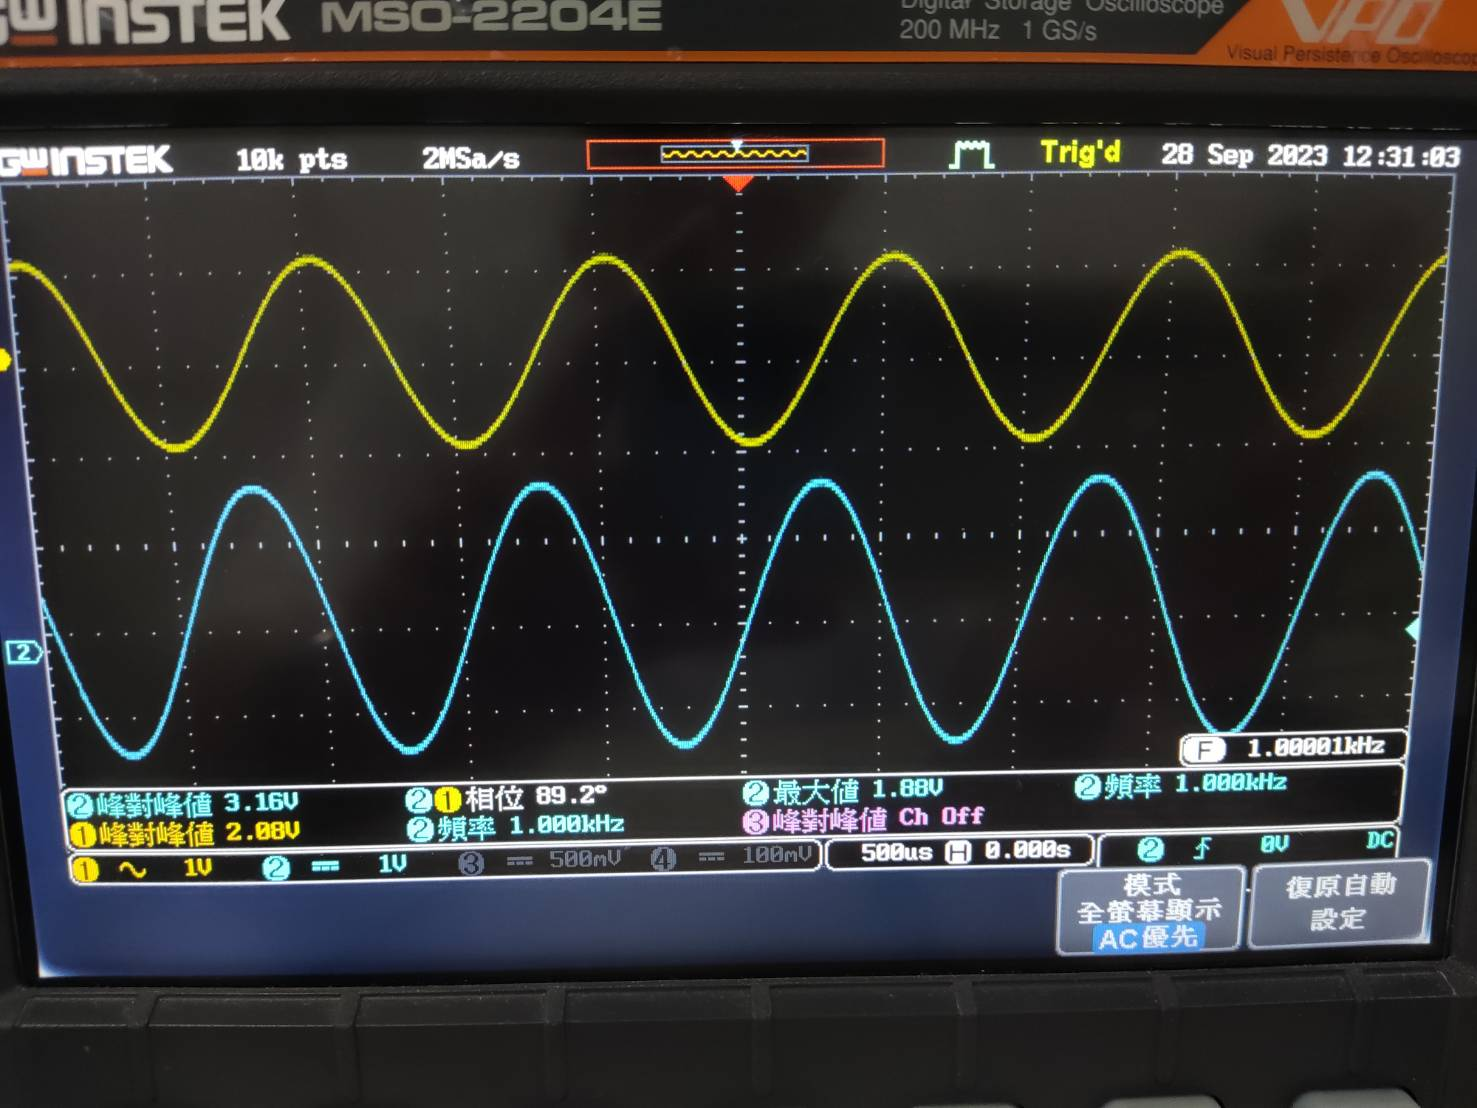 GWINSTEK MSO-2204E Digital Storage Oscilloscope
200 MHz 1 GS/s
VPO
Visual Persistence Oscilloscope
GWINSTEK 10k pts 2MSa/s Trig'd 28 Sep 2023 12:31:03
2
F 1.00001kHz
2 峰對峰值 3.16V 2 1 相位 89.2° 2 最大值 1.88V 2 頻率 1.000kHz
1 峰對峰值 2.08V 2 頻率 1.000kHz 3 峰對峰值 Ch Off
1 1V 2 1V 3 500mV 4 100mV 500us H 0.000s 2 0V DC
模式
全螢幕顯示
AC優先
復原自動
設定